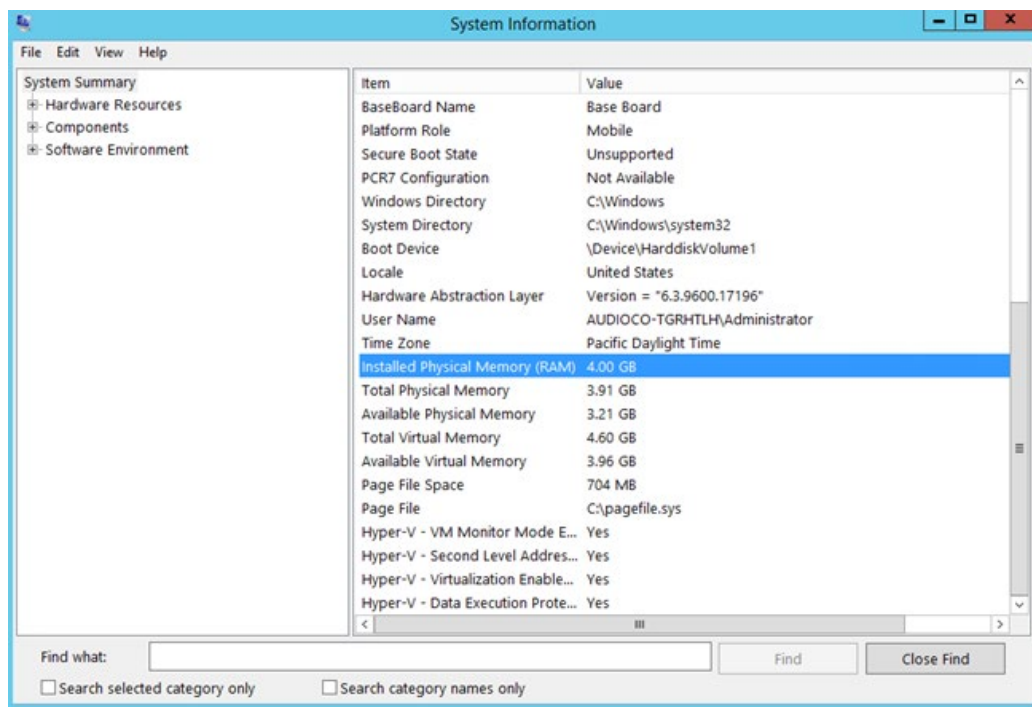 System Information
File Edit View Help
System Summary
Hardware Resources
Components
Software Environment
Item Value
BaseBoard Name Base Board
Platform Role Mobile
Secure Boot State Unsupported
PCR7 Configuration Not Available
Windows Directory C:\Windows
System Directory C:\Windows\system32
Boot Device \Device\HarddiskVolume1
Locale United States
Hardware Abstraction Layer Version = "6.3.9600.17196"
User Name AUDIOCO-TGRHTLH\Administrator
Time Zone Pacific Daylight Time
Installed Physical Memory (RAM) 4.00 GB
Total Physical Memory 3.91 GB
Available Physical Memory 3.21 GB
Total Virtual Memory 4.60 GB
Available Virtual Memory 3.96 GB
Page File Space 704 MB
Page File C:\pagefile.sys
Hyper-V - VM Monitor Mode E... Yes
Hyper-V - Second Level Addres... Yes
Hyper-V - Virtualization Enable... Yes
Hyper-V - Data Execution Prote... Yes
Find what: Find Close Find
Search selected category only Search category names only